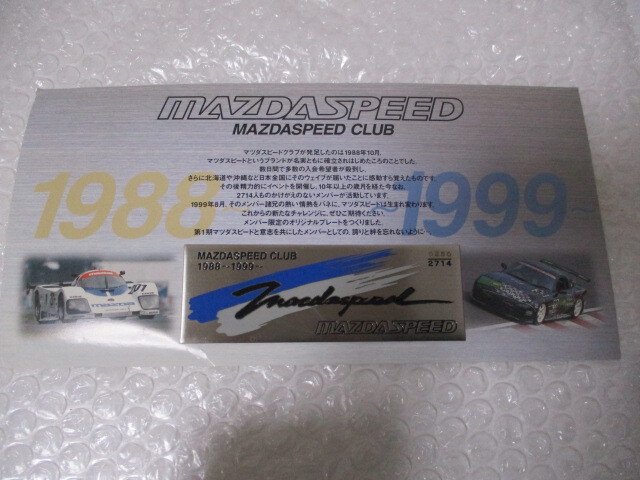 MAZDASPEED
MAZDASPEED CLUB
マツダスピードクラブが発足したのは1988年10月。
マツダスピードというブランドが名実ともに確立されはじめたころのことでした。
数日間で多数の入会希望者が殺到し、
さらに北海道や沖縄など日本全国にそのウェイブが届いたことに感動すら覚えたものです。
その後精力的にイベントを開催し、10年以上の歳月を経た今なお、
2714人ものかけがえのないメンバーが活動しています。
1999年8月、そのメンバー諸兄の熱い情熱をバネに、マツダスピードは生まれ変わります。
これからの新たなチャレンジに、ぜひご期待ください。
メンバー限定のオリジナルプレートをつくりました。
第1期マツダスピードと意志を共にしたメンバーとしての、誇りと絆を忘れないように…
1988~
~1999~
MAZDASPEED CLUB
1988~1999~
2714
mazdaspeed
MAZDASPEED
mazda
201